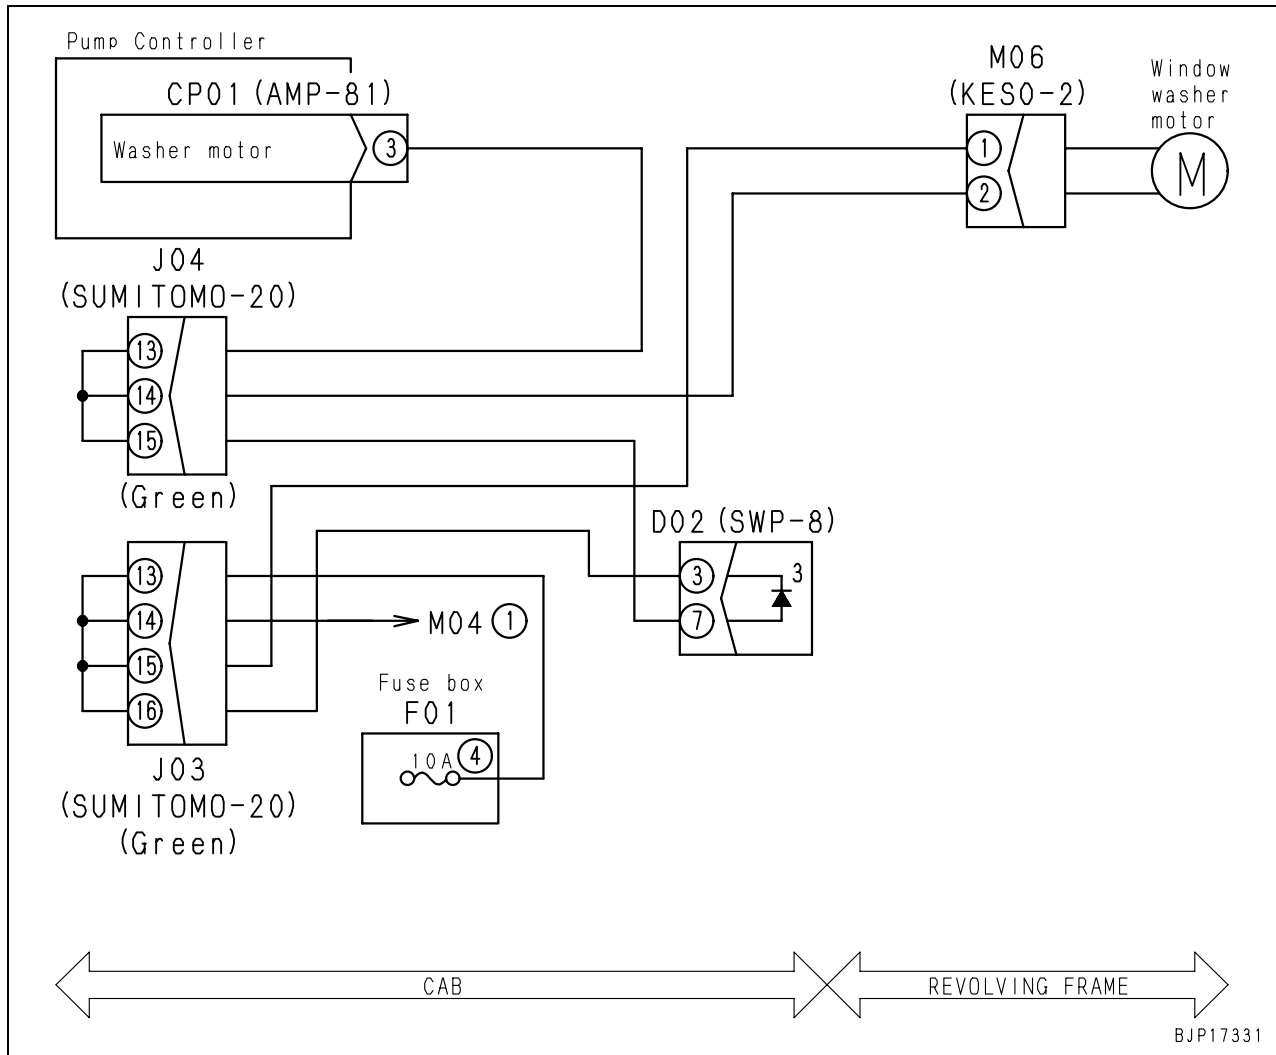 Pump Controller
CP01 (AMP-81)
Washer motor
3
M06
(KES0-2)
1
2
Window
washer
motor
M
J04
(SUMITOMO-20)
13
14
15
(Green)
D02 (SWP-8)
3
7
3
13
14
15
16
M04 1
Fuse box
F01
10A
4
J03
(SUMITOMO-20)
(Green)
CAB
REVOLVING FRAME
BJP17331